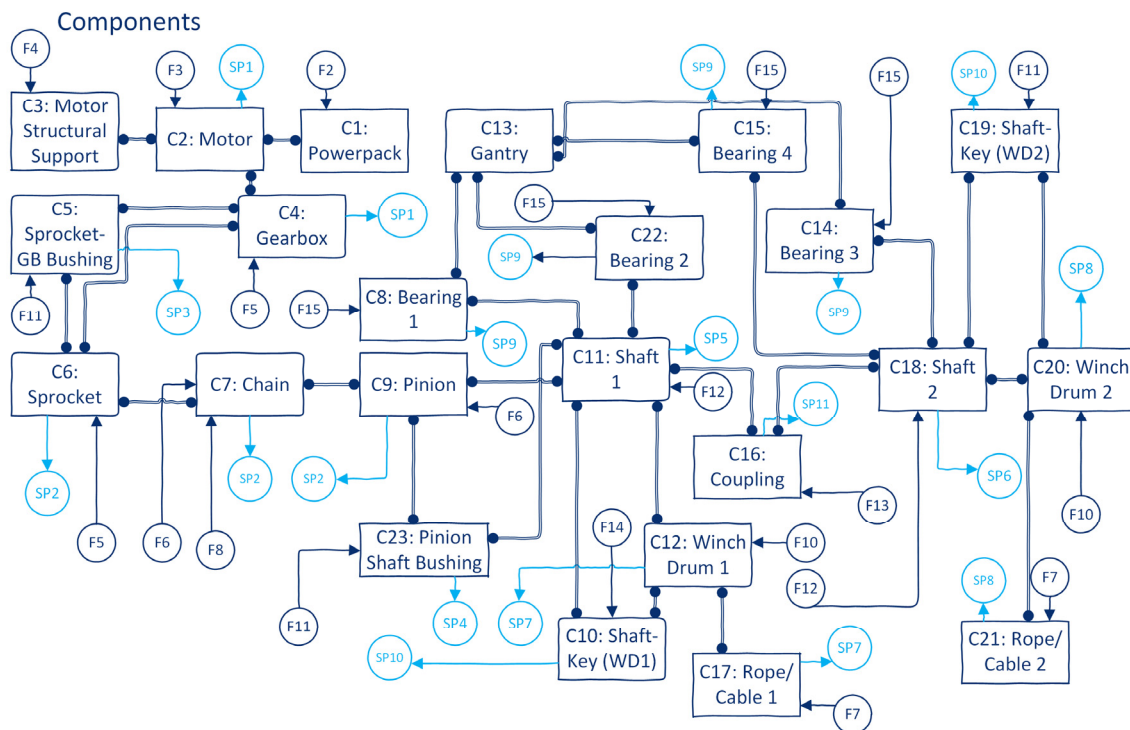 Components
F4
F3
SP1
F2
SP9
F15
F15
SP10
F11
C3: Motor
Structural
Support
C2: Motor
C1:
Powerpack
C13:
Gantry
C15:
Bearing 4
C19: Shaft-
Key (WD2)
C5:
Sprocket-
GB Bushing
C4:
Gearbox
SP1
F15
C22:
Bearing 2
C14:
Bearing 3
SP9
SP8
F11
SP3
F5
F15
C8: Bearing
1
SP9
SP9
C6:
Sprocket
C7: Chain
C9: Pinion
C11: Shaft
1
SP5
C18: Shaft
2
C20: Winch
Drum 2
F6
F12
SP11
SP2
SP2
SP2
C16:
Coupling
SP6
F5
F6
F8
F13
F10
C23: Pinion
Shaft Bushing
F14
C12: Winch
Drum 1
F10
F12
SP8
F7
F11
SP4
SP7
C10: Shaft-
Key (WD1)
SP10
C17: Rope/
Cable 1
SP7
C21: Rope/
Cable 2
F7